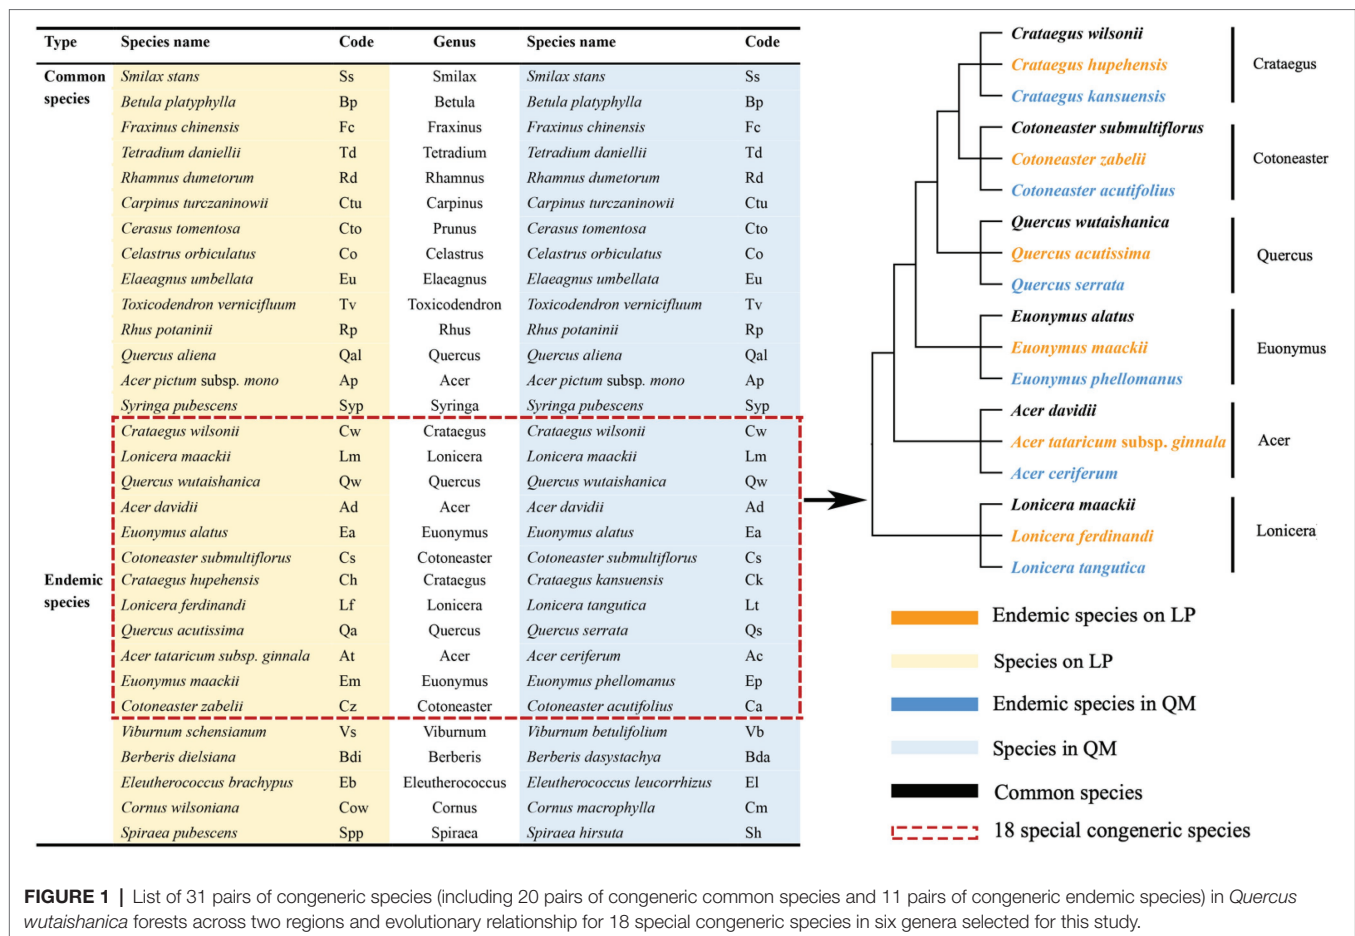 Type Species name Code Genus Species name Code
Common species
Smilax stans Ss Smilax Smilax stans Ss
Betula platyphylla Bp Betula Betula platyphylla Bp
Fraxinus chinensis Fc Fraxinus Fraxinus chinensis Fc
Tetradium daniellii Td Tetradium Tetradium daniellii Td
Rhamnus dumetorum Rd Rhamnus Rhamnus dumetorum Rd
Carpinus turczaninowii Ctu Carpinus Carpinus turczaninowii Ctu
Cerasus tomentosa Cto Prunus Cerasus tomentosa Cto
Celastrus orbiculatus Co Celastrus Celastrus orbiculatus Co
Elaeagnus umbellata Eu Elaeagnus Elaeagnus umbellata Eu
Toxicodendron vernicifluum Tv Toxicodendron Toxicodendron vernicifluum Tv
Rhus potaninii Rp Rhus Rhus potaninii Rp
Quercus aliena Qal Quercus Quercus aliena Qal
Acer pictum subsp. mono Ap Acer Acer pictum subsp. mono Ap
Syringa pubescens Syp Syringa Syringa pubescens Syp
Crataegus wilsonii Cw Crataegus Crataegus wilsonii Cw
Lonicera maackii Lm Lonicera Lonicera maackii Lm
Quercus wutaishanica Qw Quercus Quercus wutaishanica Qw
Acer davidii Ad Acer Acer davidii Ad
Euonymus alatus Ea Euonymus Euonymus alatus Ea
Cotoneaster submultiflorus Cs Cotoneaster Cotoneaster submultiflorus Cs
Endemic species
Crataegus hupehensis Ch Crataegus Crataegus kansuensis Ck
Lonicera ferdinandi Lf Lonicera Lonicera tangutica Lt
Quercus acutissima Qa Quercus Quercus serrata Qs
Acer tataricum subsp. ginnala At Acer Acer ceriferum Ac
Euonymus maackii Em Euonymus Euonymus phellomanus Ep
Cotoneaster zabelii Cz Cotoneaster Cotoneaster acutifolius Ca
Viburnum schensianum Vs Viburnum Viburnum betulifolium Vb
Berberis dielsiana Bdi Berberis Berberis dasystachya Bda
Eleutherococcus brachypus Eb Eleutherococcus Eleutherococcus leucorrhizus El
Cornus wilsoniana Cow Cornus Cornus macrophylla Cm
Spiraea pubescens Spp Spiraea Spiraea hirsuta Sh
Crataegus wilsonii
Crataegus hupehensis
Crataegus kansuensis
Crataegus
Cotoneaster submultiflorus
Cotoneaster zabelii
Cotoneaster acutifolius
Cotoneaster
Quercus wutaishanica
Quercus acutissima
Quercus serrata
Quercus
Euonymus alatus
Euonymus maackii
Euonymus phellomanus
Euonymus
Acer davidii
Acer tataricum subsp. ginnala
Acer ceriferum
Acer
Lonicera maackii
Lonicera ferdinandi
Lonicera tangutica
Lonicera
Endemic species on LP
Species on LP
Endemic species in QM
Species in QM
Common species
18 special congeneric species
FIGURE 1 | List of 31 pairs of congeneric species (including 20 pairs of congeneric common species and 11 pairs of congeneric endemic species) in Quercus
wutaishanica forests across two regions and evolutionary relationship for 18 special congeneric species in six genera selected for this study.